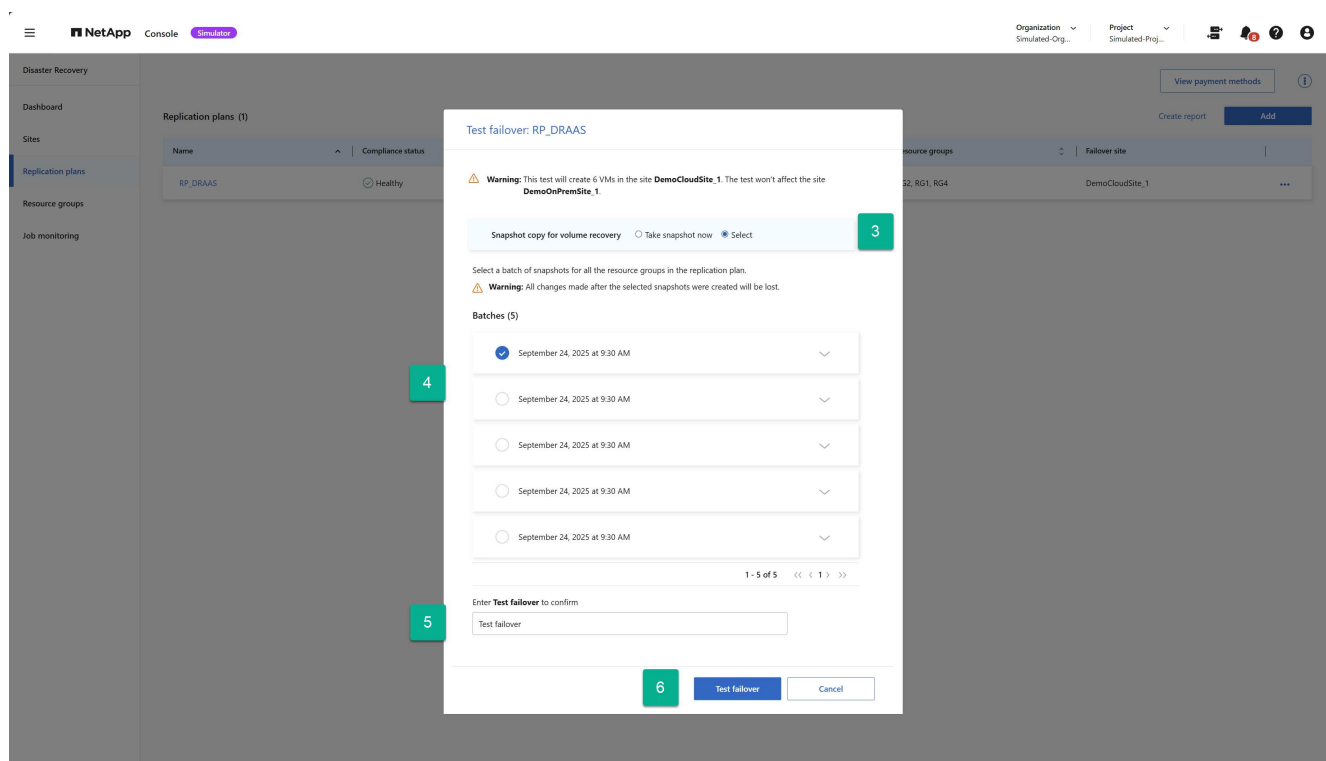 NetApp Console Simulator
Organization
Simulated-Org...
Project
Simulated-Proj...
8
Disaster Recovery
Dashboard
Sites
Replication plans
Resource groups
Job monitoring
View payment methods
Replication plans (1)
Create report
Add
Name
Compliance status
esource groups
Failover site
RP_DRAAS
Healthy
G2, RG1, RG4
DemoCloudSite_1
Test failover: RP_DRAAS
Warning: This test will create 6 VMs in the site DemoCloudSite_1. The test won't affect the site
DemoOnPremSite_1.
Snapshot copy for volume recovery Take snapshot now Select
3
Select a batch of snapshots for all the resource groups in the replication plan.
Warning: All changes made after the selected snapshots were created will be lost.
Batches (5)
September 24, 2025 at 9:30 AM
4
September 24, 2025 at 9:30 AM
September 24, 2025 at 9:30 AM
September 24, 2025 at 9:30 AM
September 24, 2025 at 9:30 AM
1 - 5 of 5 << < 1 > >>
Enter Test failover to confirm
5
Test failover
6
Test failover
Cancel